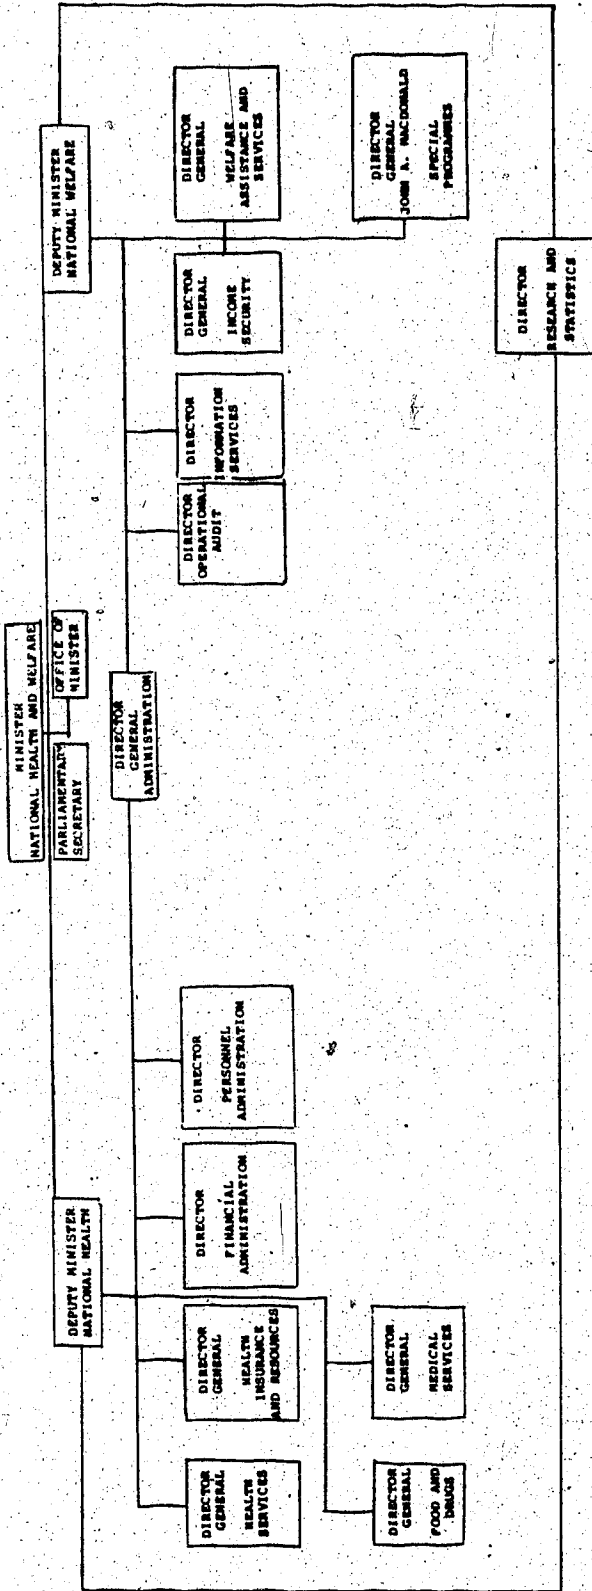 MINISTER
NATIONAL HEALTH AND WELFARE
PARLIAMENTARY
SECRETARY
OFFICE OF
MINISTER
DEPUTY MINISTER
NATIONAL HEALTH
DEPUTY MINISTER
NATIONAL WELFARE
DIRECTOR
GENERAL
ADMINISTRATION
DIRECTOR
GENERAL
HEALTH
SERVICES
DIRECTOR
GENERAL
HEALTH
INSURANCE
AND RESOURCES
DIRECTOR
FINANCIAL
ADMINISTRATION
DIRECTOR
PERSONNEL
ADMINISTRATION
DIRECTOR
OPERATIONAL
AUDIT
DIRECTOR
INFORMATION
SERVICES
DIRECTOR
GENERAL
INCOME
SECURITY
DIRECTOR
GENERAL
WELFARE
ASSISTANCE AND
SERVICES
DIRECTOR
GENERAL
FOOD AND
DRUGS
DIRECTOR
GENERAL
MEDICAL
SERVICES
DIRECTOR
GENERAL
JOHN A. MACDONALD
SPECIAL
PROGRAMMES
DIRECTOR
RESEARCH AND
STATISTICS